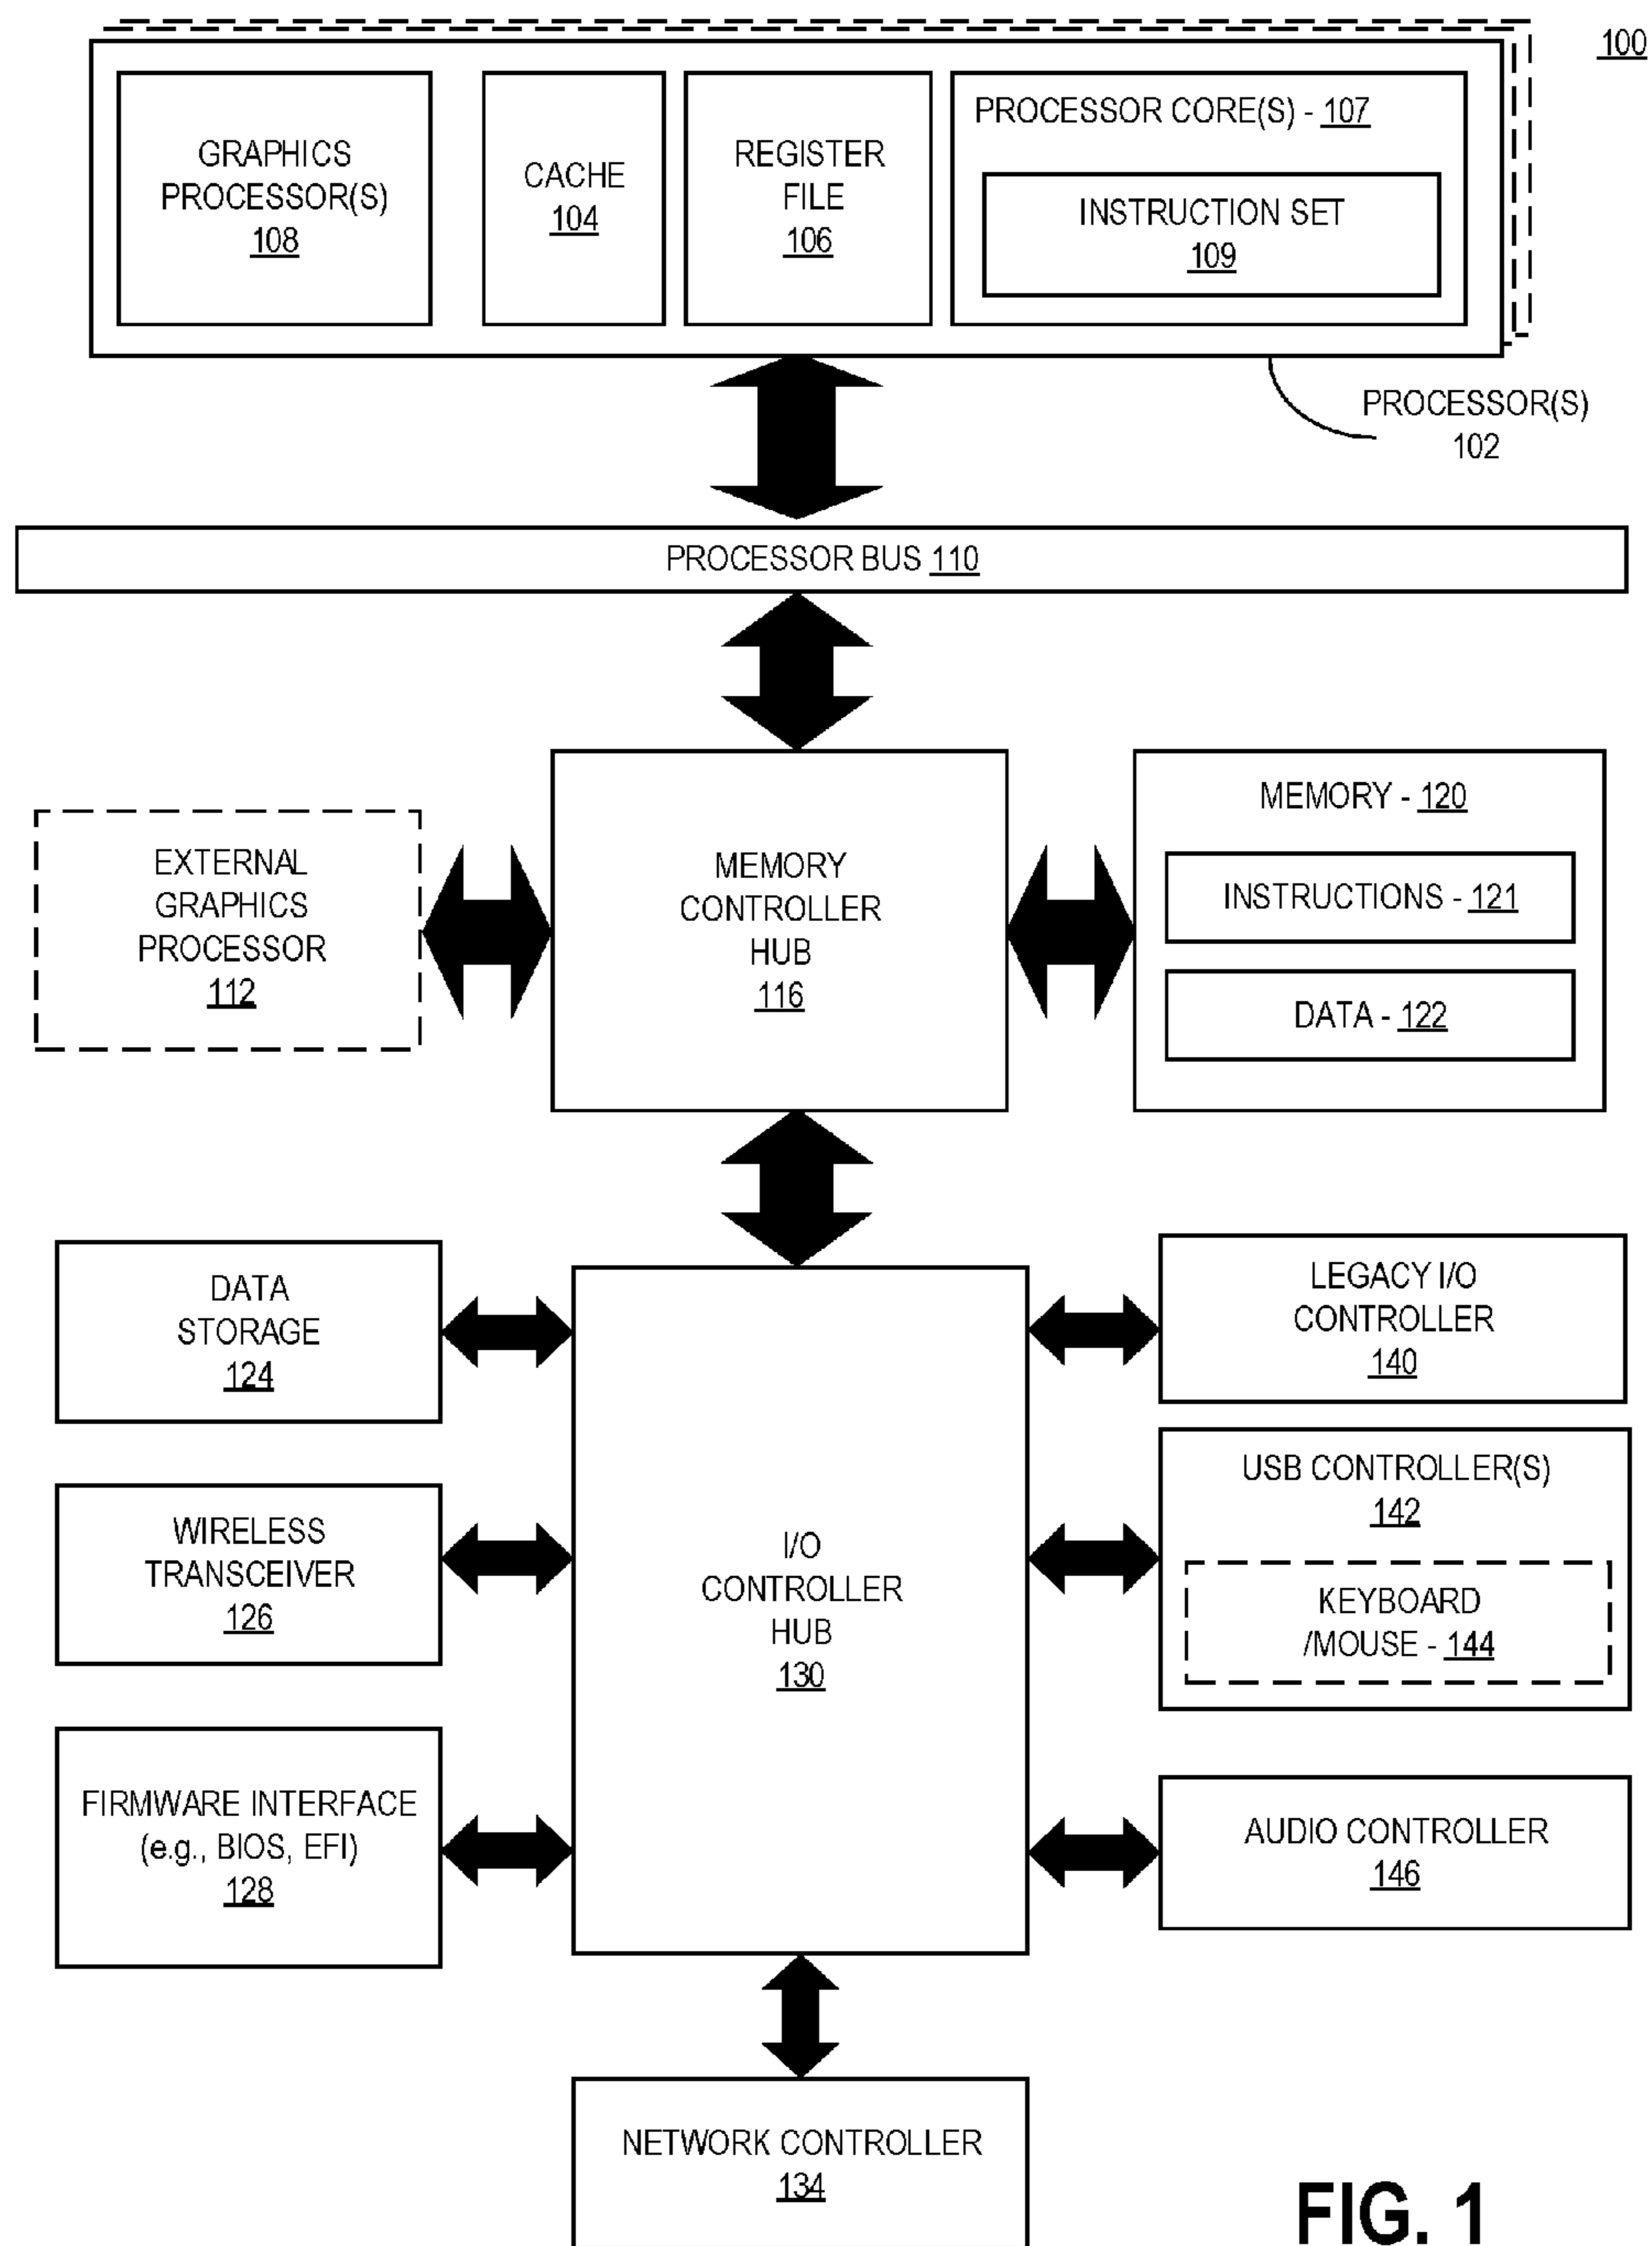 100
GRAPHICS
PROCESSOR(S)
108
CACHE
104
REGISTER
FILE
106
PROCESSOR CORE(S) - 107
INSTRUCTION SET
109
PROCESSOR(S)
102
PROCESSOR BUS 110
EXTERNAL
GRAPHICS
PROCESSOR
112
MEMORY
CONTROLLER
HUB
116
MEMORY - 120
INSTRUCTIONS - 121
DATA - 122
DATA
STORAGE
124
WIRELESS
TRANSCEIVER
126
FIRMWARE INTERFACE
(e.g., BIOS, EFI)
128
I/O
CONTROLLER
HUB
130
LEGACY I/O
CONTROLLER
140
USB CONTROLLER(S)
142
KEYBOARD
/MOUSE - 144
AUDIO CONTROLLER
146
NETWORK CONTROLLER
134
FIG. 1